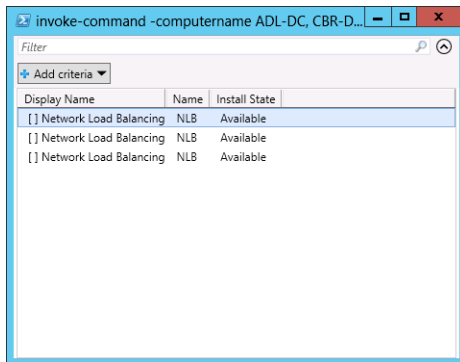 invoke-command -computername ADL-DC, CBR-D...
Filter
Add criteria
Display Name Name Install State
[ ] Network Load Balancing NLB Available
[ ] Network Load Balancing NLB Available
[ ] Network Load Balancing NLB Available